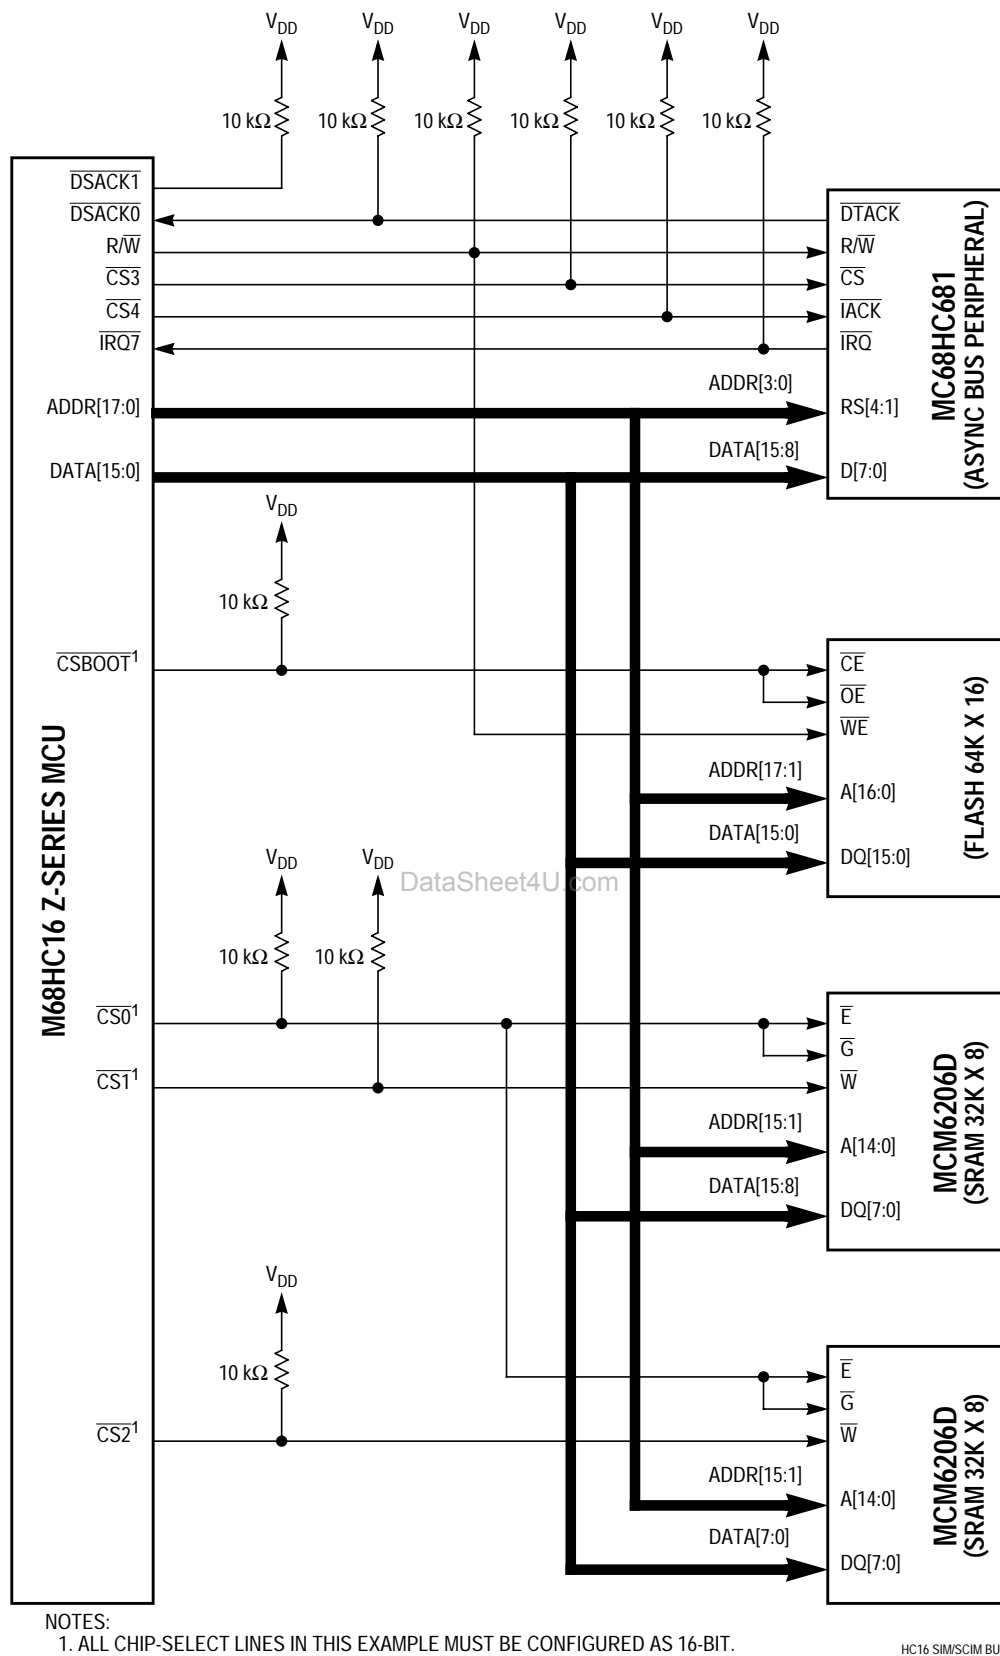 VDD VDD VDD VDD VDD VDD
10 kΩ 10 kΩ 10 kΩ 10 kΩ 10 kΩ 10 kΩ
DSACK1
DSACK0 DTACK
R/W R/W
CS3 CS
CS4 IACK
IRQ7 IRQ
ADDR[3:0]
ADDR[17:0] RS[4:1]
DATA[15:8]
DATA[15:0] D[7:0]
MC68HC681
(ASYNC BUS PERIPHERAL)
VDD
10 kΩ
CSBOOT1 CE
OE
WE
ADDR[17:1]
A[16:0]
DATA[15:0]
DQ[15:0]
(FLASH 64K X 16)
M68HC16 Z-SERIES MCU
VDD VDD
DataSheet4U.com
10 kΩ 10 kΩ
CS01 E
G
CS11 W
ADDR[15:1]
A[14:0]
DATA[15:8]
DQ[7:0]
MCM6206D
(SRAM 32K X 8)
VDD
10 kΩ
E
G
CS21 W
ADDR[15:1]
A[14:0]
DATA[7:0]
DQ[7:0]
MCM6206D
(SRAM 32K X 8)
NOTES:
1. ALL CHIP-SELECT LINES IN THIS EXAMPLE MUST BE CONFIGURED AS 16-BIT.
HC16 SIM/SCIM BU